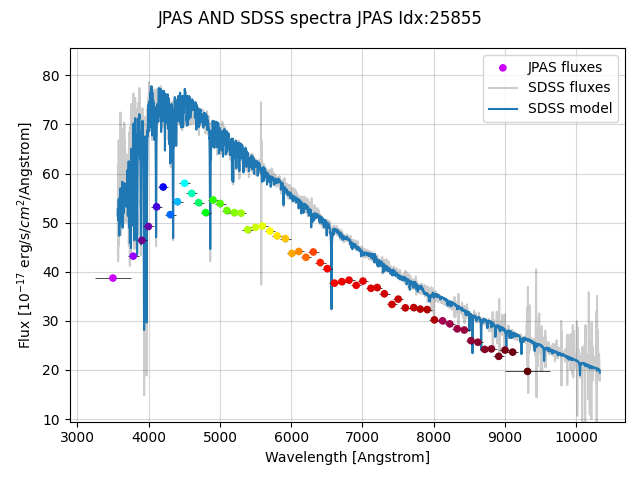 JPAS AND SDSS spectra JPAS Idx:25855
JPAS fluxes
SDSS fluxes
SDSS model
80
70
60
50
40
30
20
10
Flux [10⁻¹⁷ erg/s/cm²/Angstrom]
3000 4000 5000 6000 7000 8000 9000 10000
Wavelength [Angstrom]